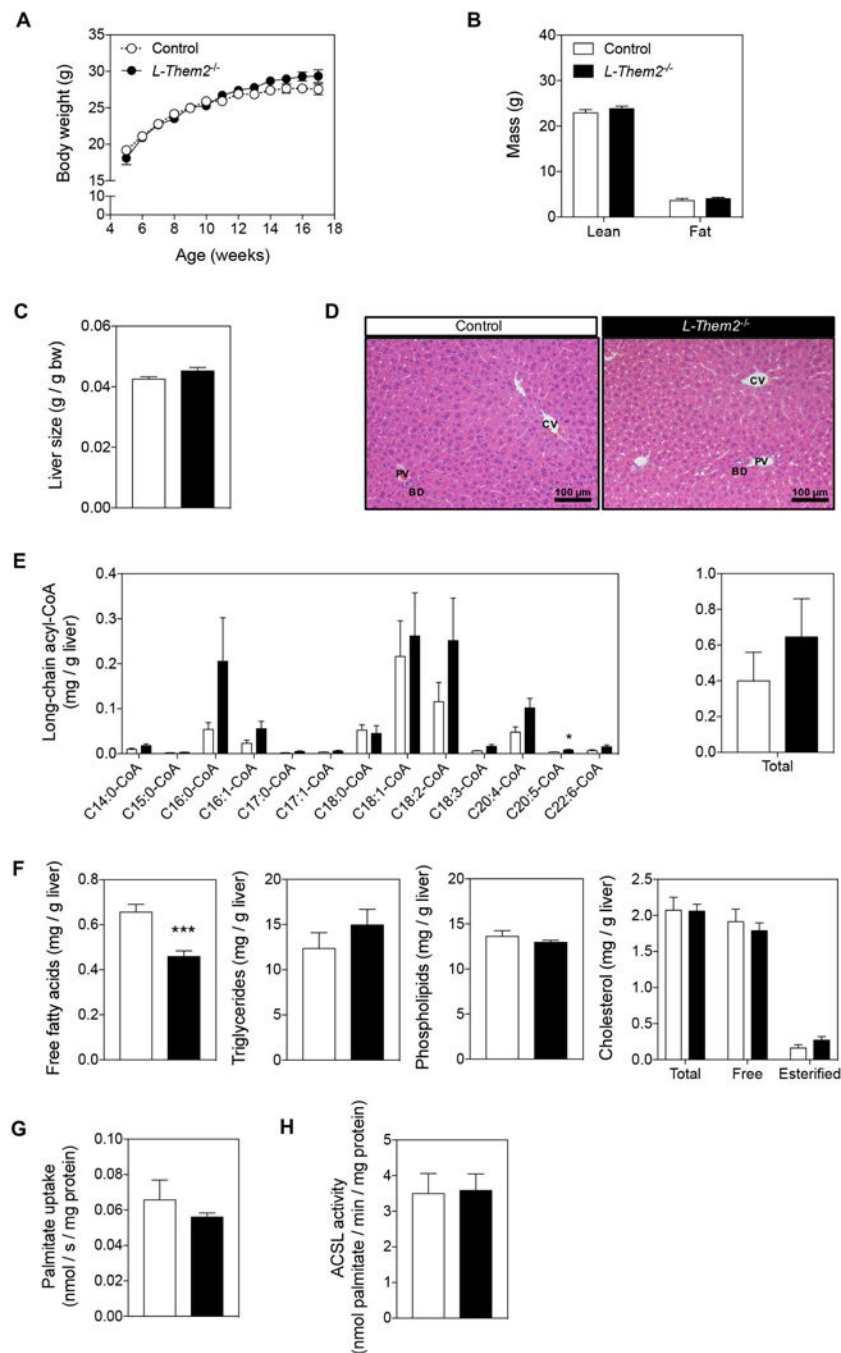 A
Control
L-Them2-/-
Body weight (g)
35
30
25
20
15
10
0
4 6 8 10 12 14 16 18
Age (weeks)
B
Control
L-Them2-/-
Mass (g)
40
30
20
10
0
Lean Fat
C
Liver size (g / g bw)
0.06
0.04
0.02
0.00
D
Control
L-Them2-/-
CV
PV
BD
100 µm
CV
PV
BD
100 µm
E
Long-chain acyl-CoA
(mg / g liver)
0.4
0.3
0.2
0.1
0.0
*
C14:0-CoA
C15:0-CoA
C16:0-CoA
C16:1-CoA
C17:0-CoA
C17:1-CoA
C18:0-CoA
C18:1-CoA
C18:2-CoA
C18:3-CoA
C20:4-CoA
C20:5-CoA
C22:6-CoA
1.0
0.8
0.6
0.4
0.2
0.0
Total
F
Free fatty acids (mg / g liver)
0.8
0.6
0.4
0.2
0.0
***
Triglycerides (mg / g liver)
20
15
10
5
0
Phospholipids (mg / g liver)
20
15
10
5
0
Cholesterol (mg / g liver)
2.5
2.0
1.5
1.0
0.5
0.0
Total Free Esterified
G
Palmitate uptake
(nmol / s / mg protein)
0.10
0.08
0.06
0.04
0.02
0.00
H
ACSL activity
(nmol palmitate / min / mg protein)
5
4
3
2
1
0